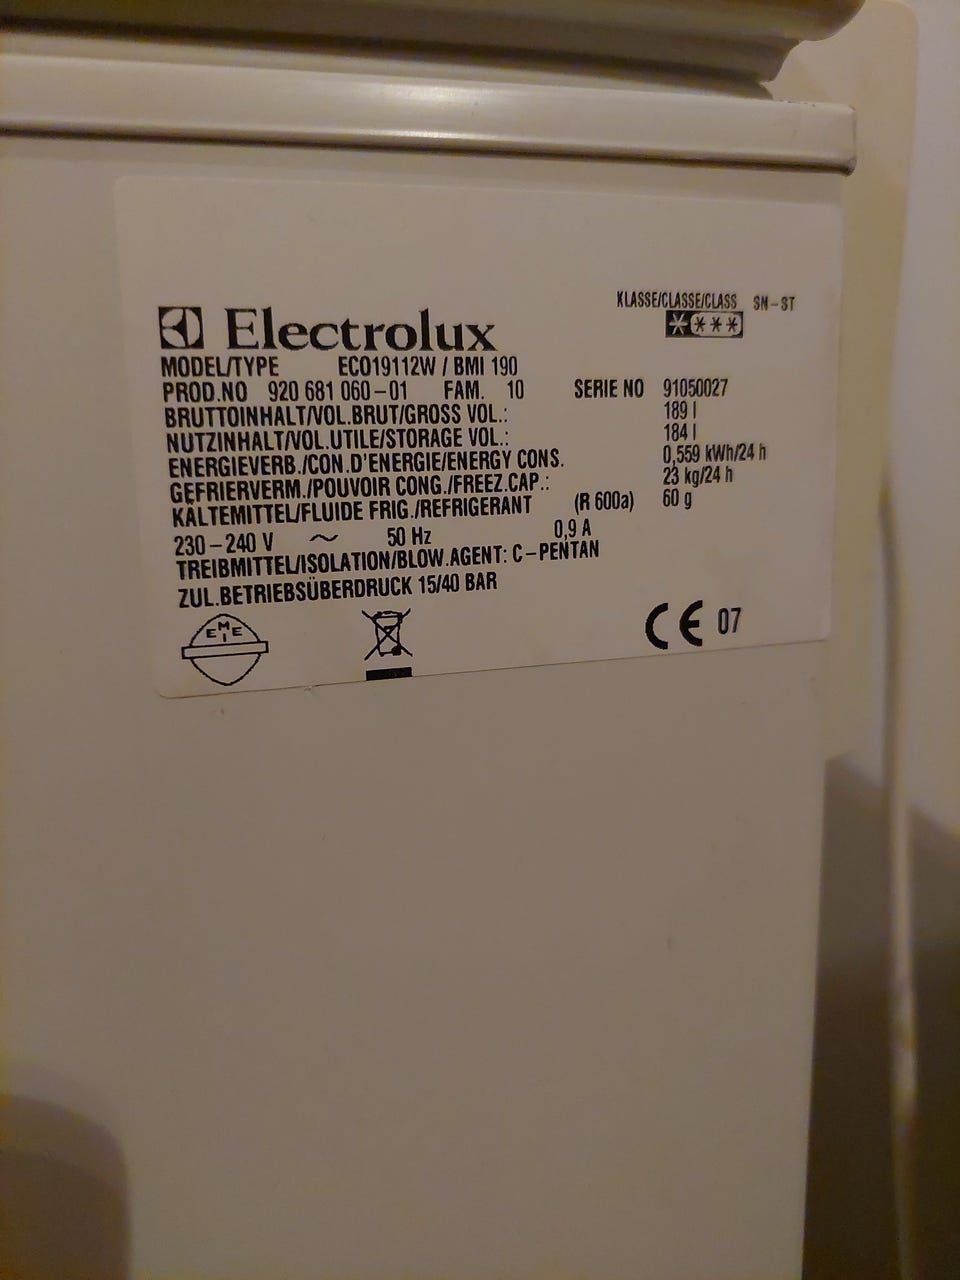 KLASSE/CLASSE/CLASS SN-ST
Electrolux
MODEL/TYPE ECO19112W / BMI 190
PROD.NO 920 681 060-01 FAM. 10 SERIE NO 91050027
BRUTTOINHALT/VOL.BRUT/GROSS VOL.: 189 l
NUTZINHALT/VOL.UTILE/STORAGE VOL.: 184 l
ENERGIEVERB./CON.D'ENERGIE/ENERGY CONS. 0,559 kWh/24 h
GEFRIERVERM./POUVOIR CONG./FREEZ.CAP.: 23 kg/24 h
KÄLTEMITTEL/FLUIDE FRIG./REFRIGERANT (R 600a) 60 g
230-240 V ~ 50 Hz 0,9 A
TREIBMITTEL/ISOLATION/BLOW.AGENT: C-PENTAN
ZUL.BETRIEBSÜBERDRUCK 15/40 BAR
EMEI CE 07